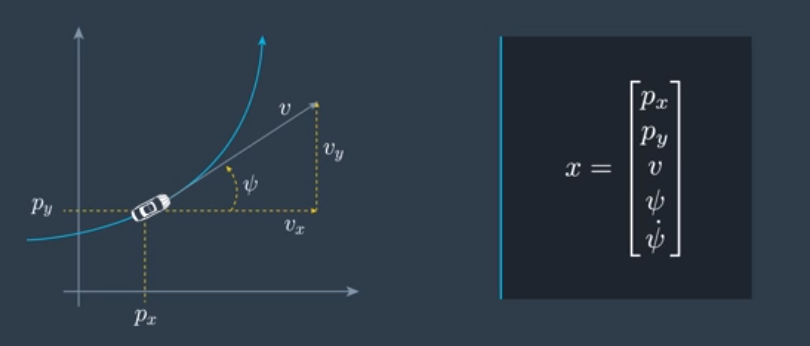 v
v_y
ψ
p_y
v_x
p_x
x = [p_x
p_y
v
ψ
ψ̇]